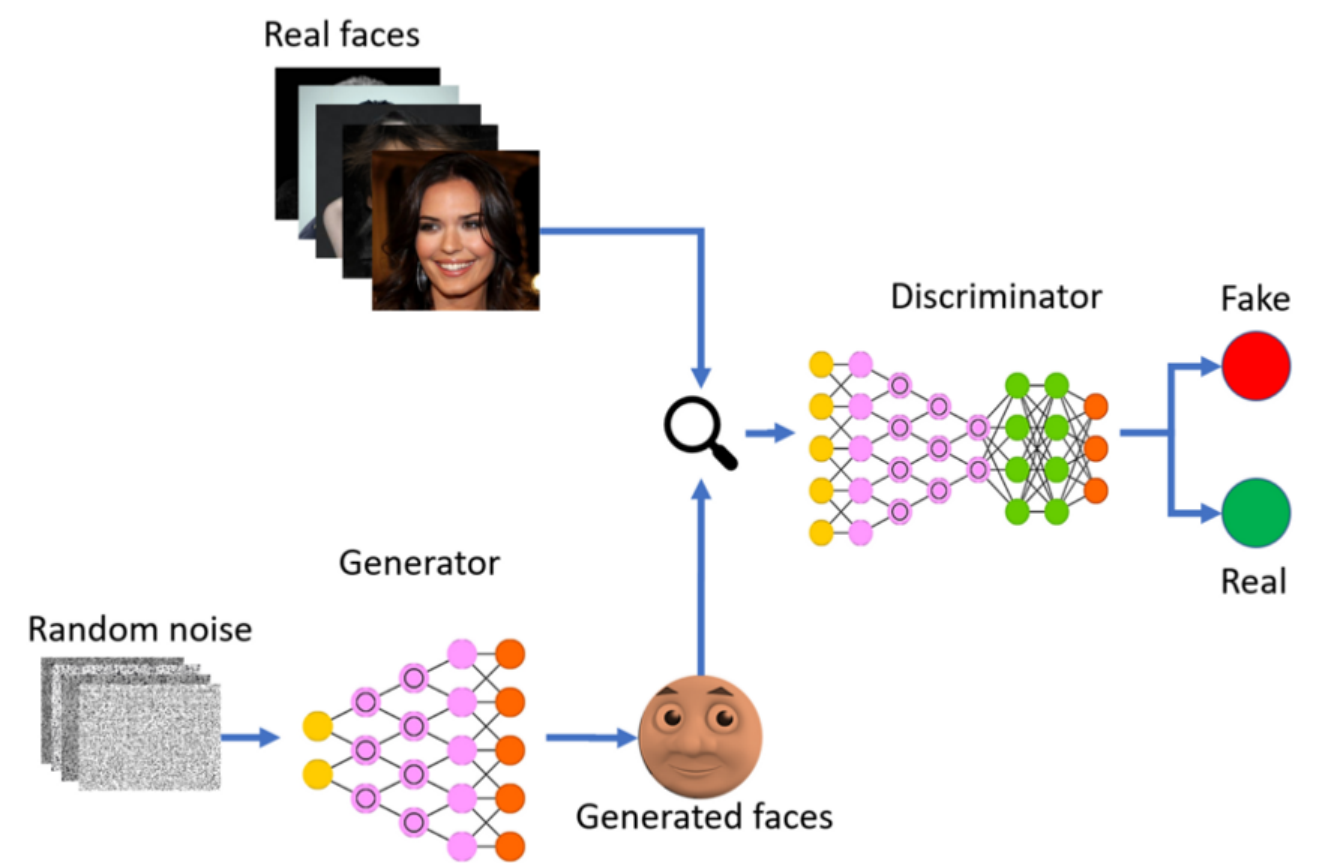 Real faces
Discriminator
Fake
Generator
Real
Random noise
Generated faces